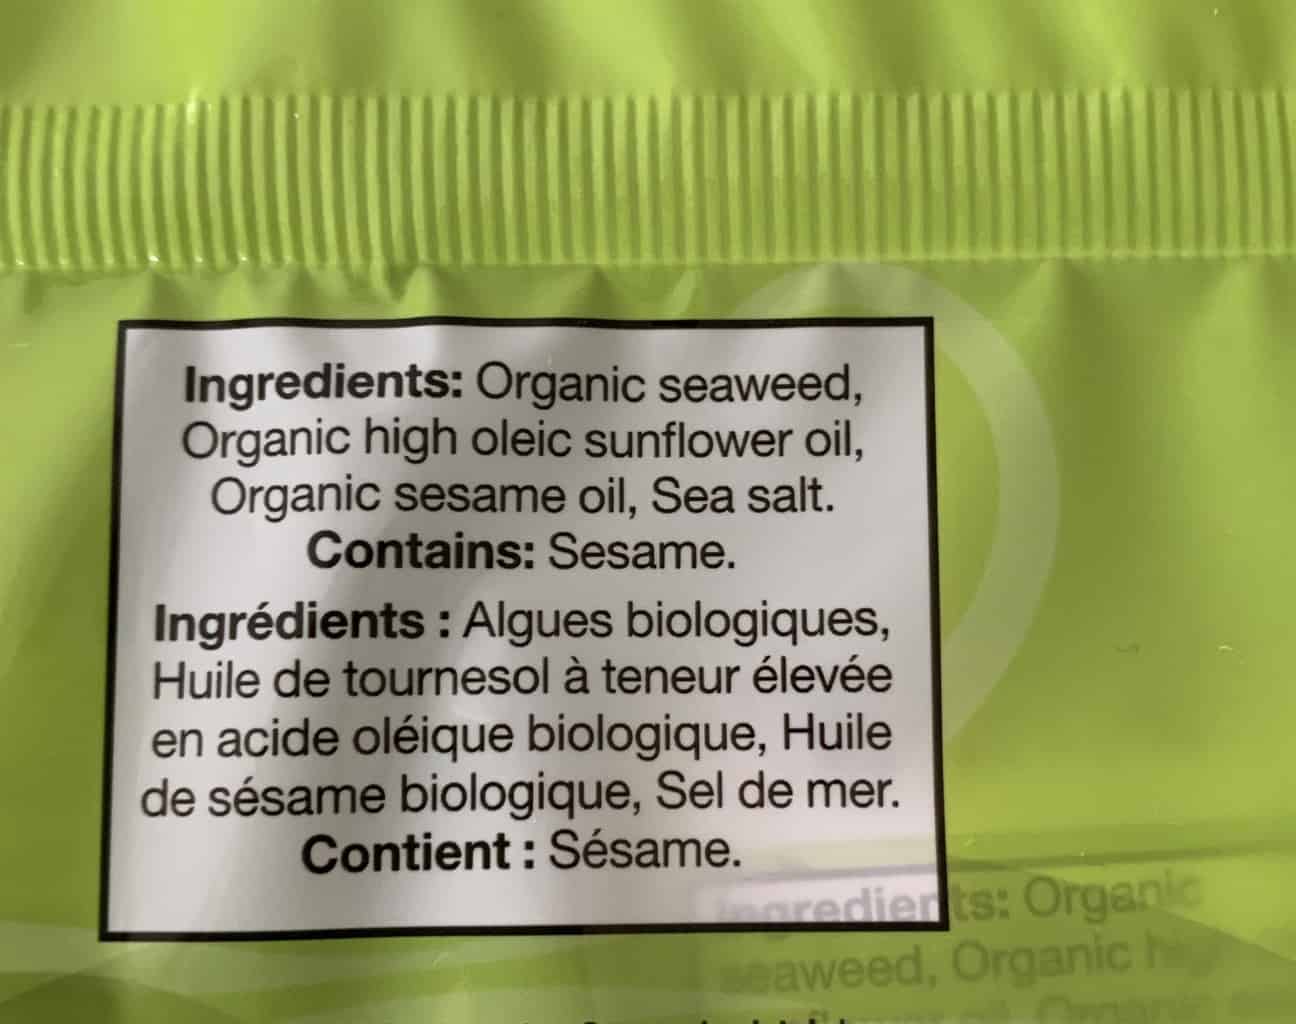 Ingredients: Organic seaweed,
Organic high oleic sunflower oil,
Organic sesame oil, Sea salt.
Contains: Sesame.
Ingrédients : Algues biologiques,
Huile de tournesol à teneur élevée
en acide oléique biologique, Huile
de sésame biologique, Sel de mer.
Contient : Sésame.
Ingredients: Organic
seaweed, Organic